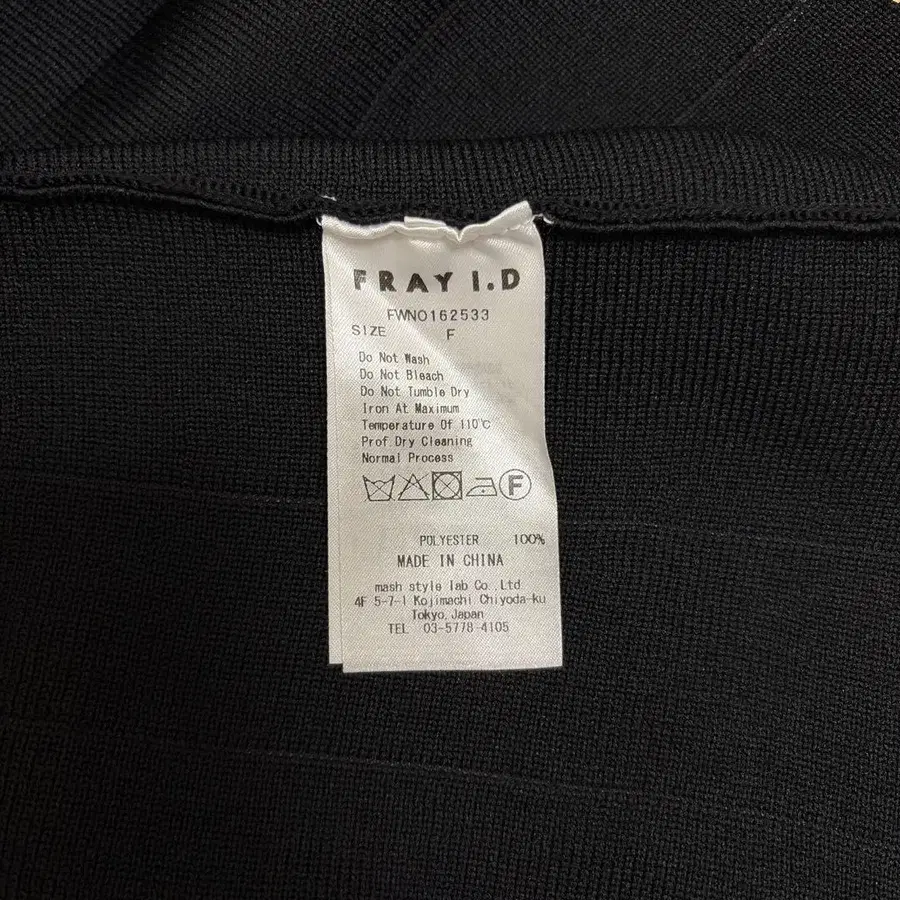 FRAY I.D
FWNO162533
SIZE F
Do Not Wash
Do Not Bleach
Do Not Tumble Dry
Iron At Maximum
Temperature Of 110℃
Prof.Dry Cleaning
Normal Process
F
POLYESTER 100%
MADE IN CHINA
mash style lab Co.,Ltd
4F 5-7-1 Kojimachi Chiyoda-ku
Tokyo,Japan
TEL 03-5778-4105